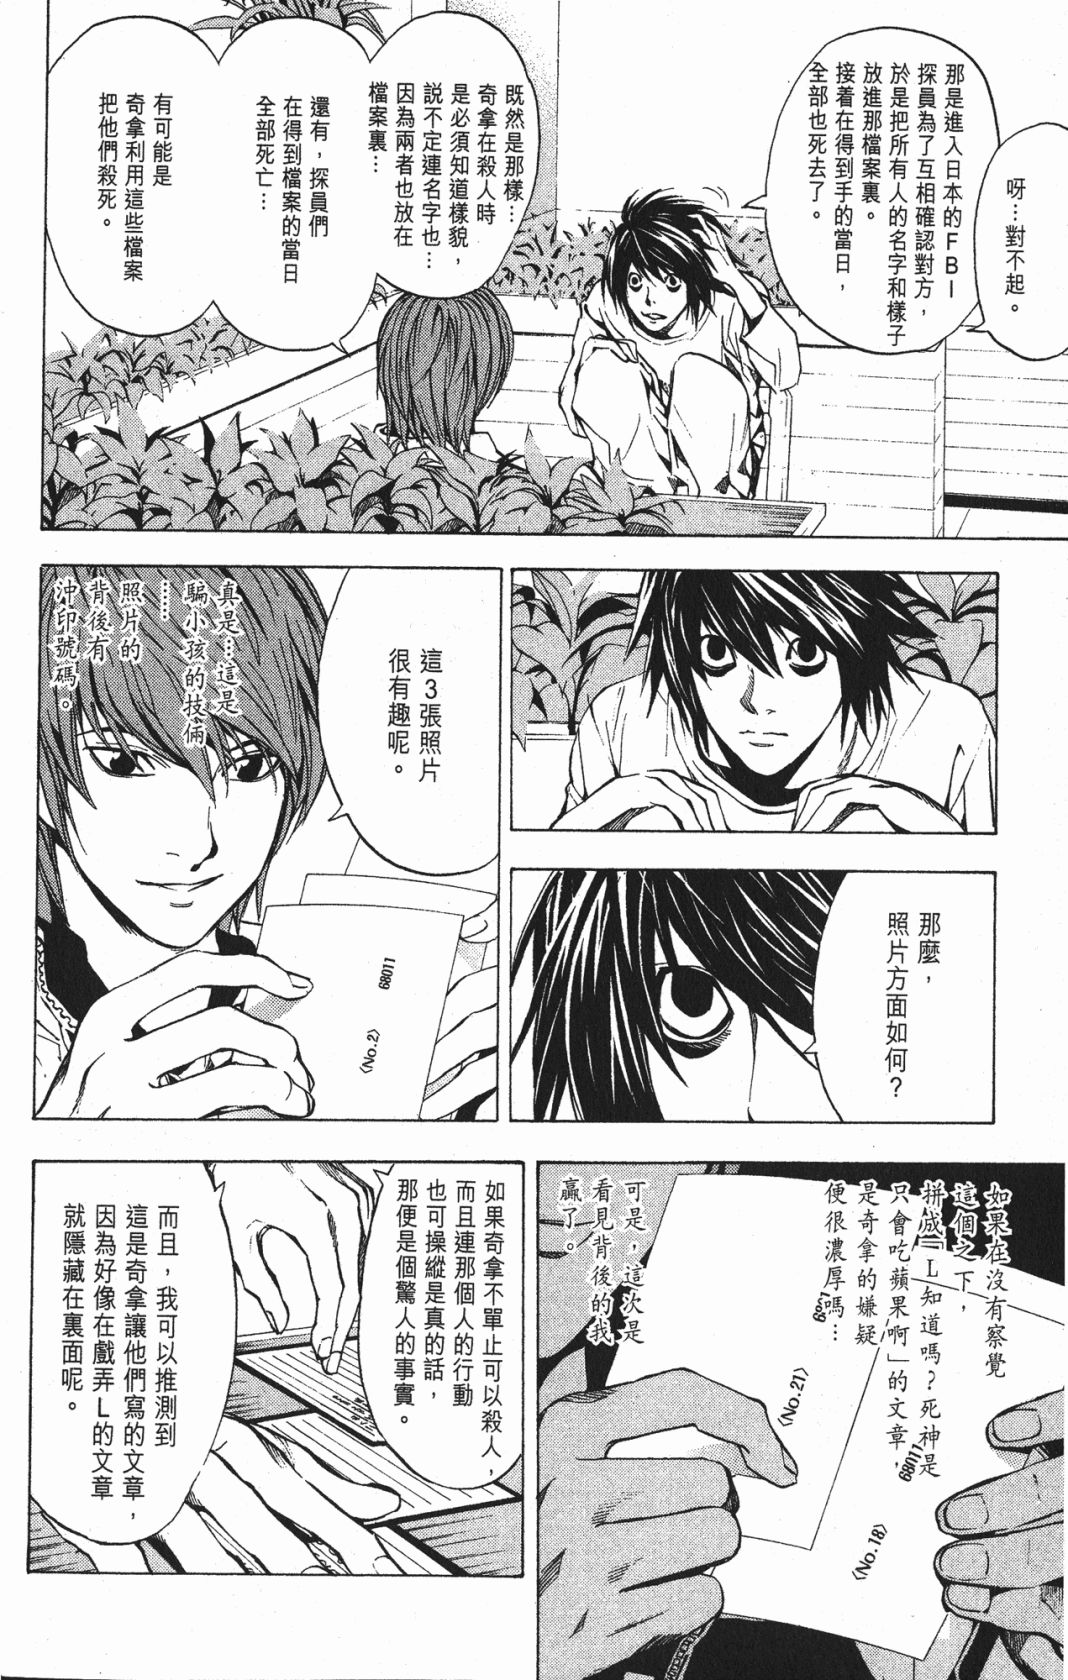 呀…對不起。
那是進入日本的FBI
探員為了互相確認對方，
於是把所有人的名字和樣子
放進那檔案裏。
接着在得到手的當日，
全部也死去了。
既然是那樣…
奇拿在殺人時
是必須知道樣貌，
說不定連名字也…
因為兩者也放在
檔案裏…
還有，探員們
在得到檔案的當日
全部死亡…
有可能是
奇拿利用這些檔案
把他們殺死。
那麼，
照片方面如何？
這3張照片
很有趣呢。
真是…這是
騙小孩的技倆
……
照片的
背後有
沖印號碼。
68011
〈No.2〉
如果在沒有察覺
這個之下，
拼成「L知道嗎？死神是
只會吃蘋果啊」的文章，
是奇拿的嫌疑
便很濃厚嗎…
可是，這次是
看見背後的我
贏了。
68011
〈No.21〉
68011
〈No.18〉
如果奇拿不單止可以殺人，
而且連那個人的行動
也可操縱是真的話，
那便是個驚人的事實。
而且，我可以推測到
這是奇拿讓他們寫的文章，
因為好像在戲弄L的文章
就隱藏在裏面呢。